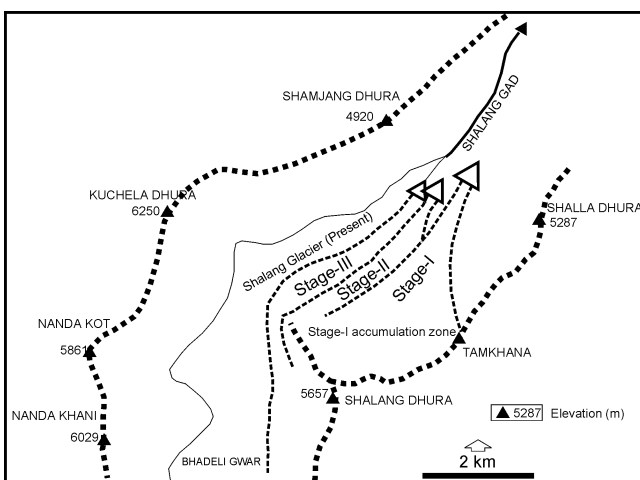 SHAMJANG DHURA
4920
SHALANG GAD
KUCHELA DHURA
6250
SHALLA DHURA
5287
Shalang Glacier (Present)
Stage-III
Stage-II
Stage-I
NANDA KOT
5861
Stage-I accumulation zone
TAMKHANA
5657
SHALANG DHURA
NANDA KHANI
6029
5287 Elevation (m)
BHADELI GWAR
2 km